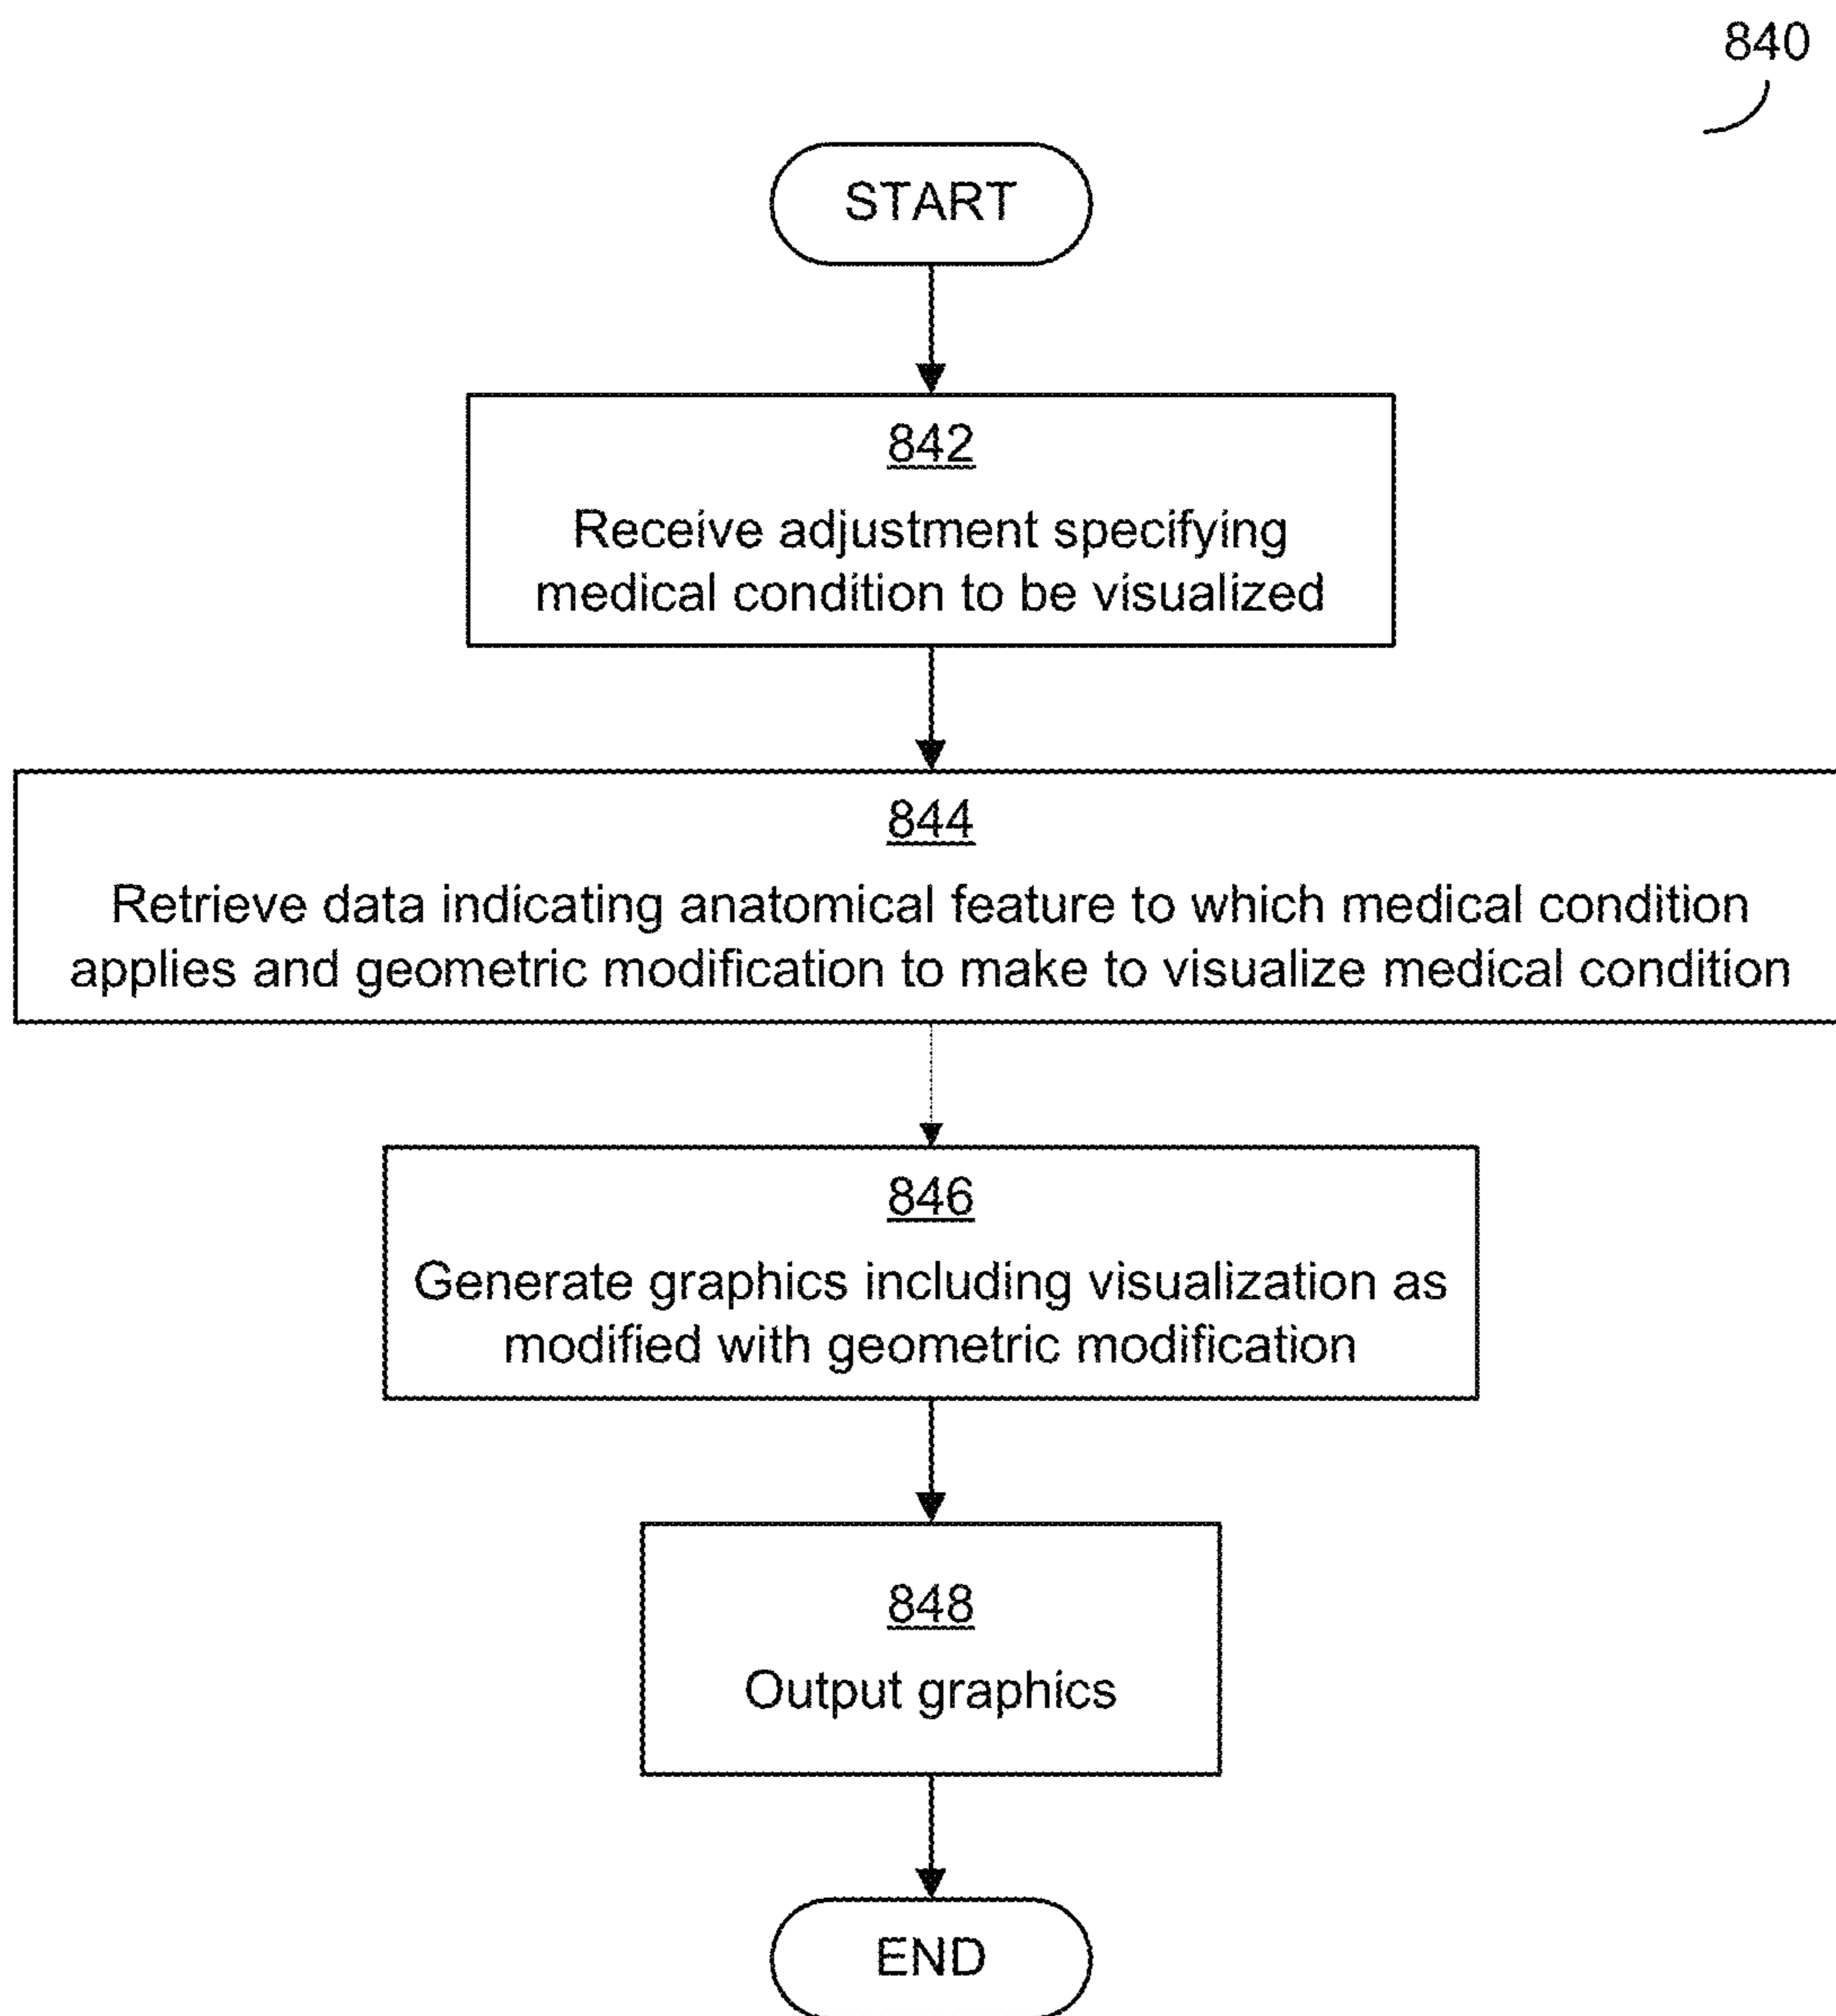 840
START
842
Receive adjustment specifying
medical condition to be visualized
844
Retrieve data indicating anatomical feature to which medical condition
applies and geometric modification to make to visualize medical condition
846
Generate graphics including visualization as
modified with geometric modification
848
Output graphics
END